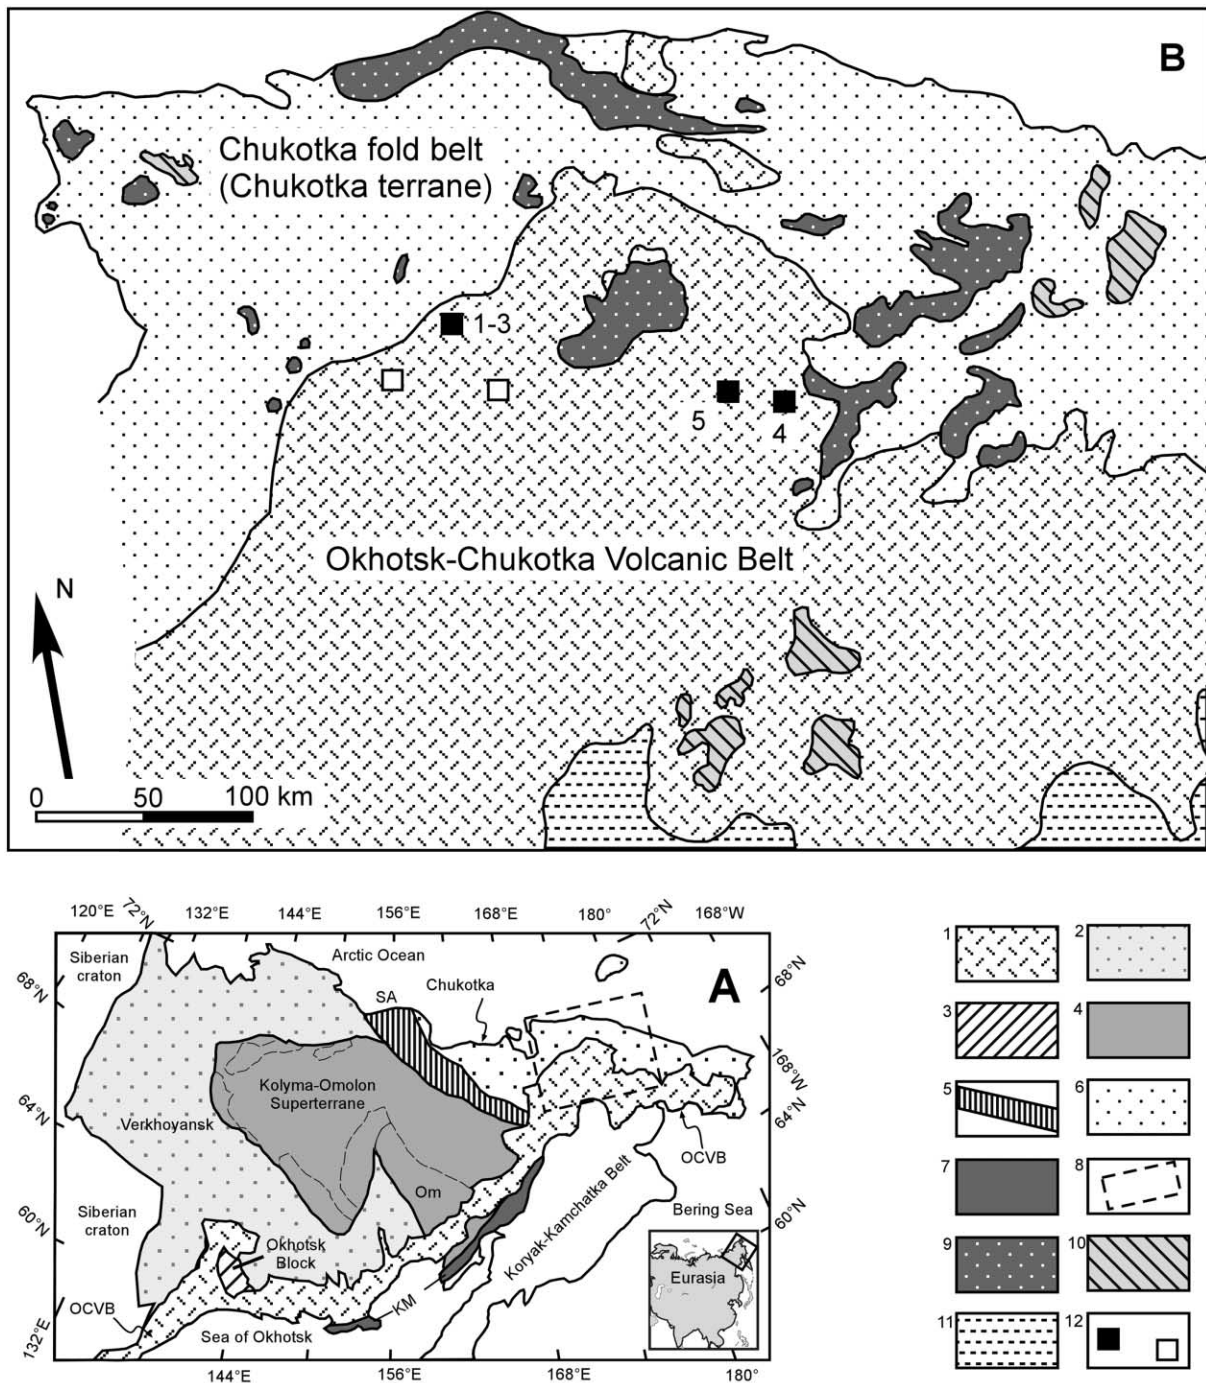 B
Chukotka fold belt
(Chukotka terrane)
1-3
5
4
Okhotsk-Chukotka Volcanic Belt
N
0 50 100 km
120°E 72°N 132°E 144°E 156°E 168°E 180° 72°N 168°W
Siberian
craton
Arctic Ocean
A
68°N
68°N
SA
Chukotka
Kolyma-Omolon
Superterrane
168°W
64°N
64°N
Verkhoyansk
OCVB
Om
Koryak-Kamchatka Belt
Siberian
craton
60°N
60°N
Bering Sea
Okhotsk
Block
Eurasia
OCVB
KM
Sea of Okhotsk
132°E
144°E 156°E 168°E 180°
1 2
3 4
5 6
7 8
9 10
11 12